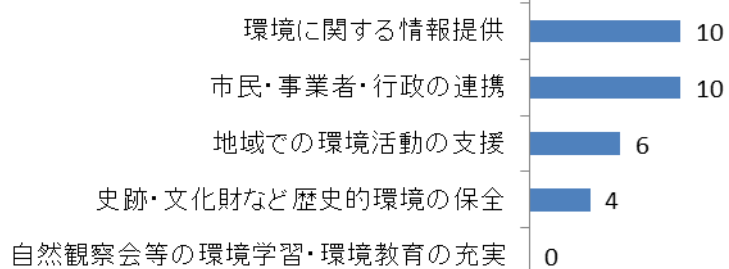 環境に関する情報提供 10
市民・事業者・行政の連携 10
地域での環境活動の支援 6
史跡・文化財など歴史的環境の保全 4
自然観察会等の環境学習・環境教育の充実 0